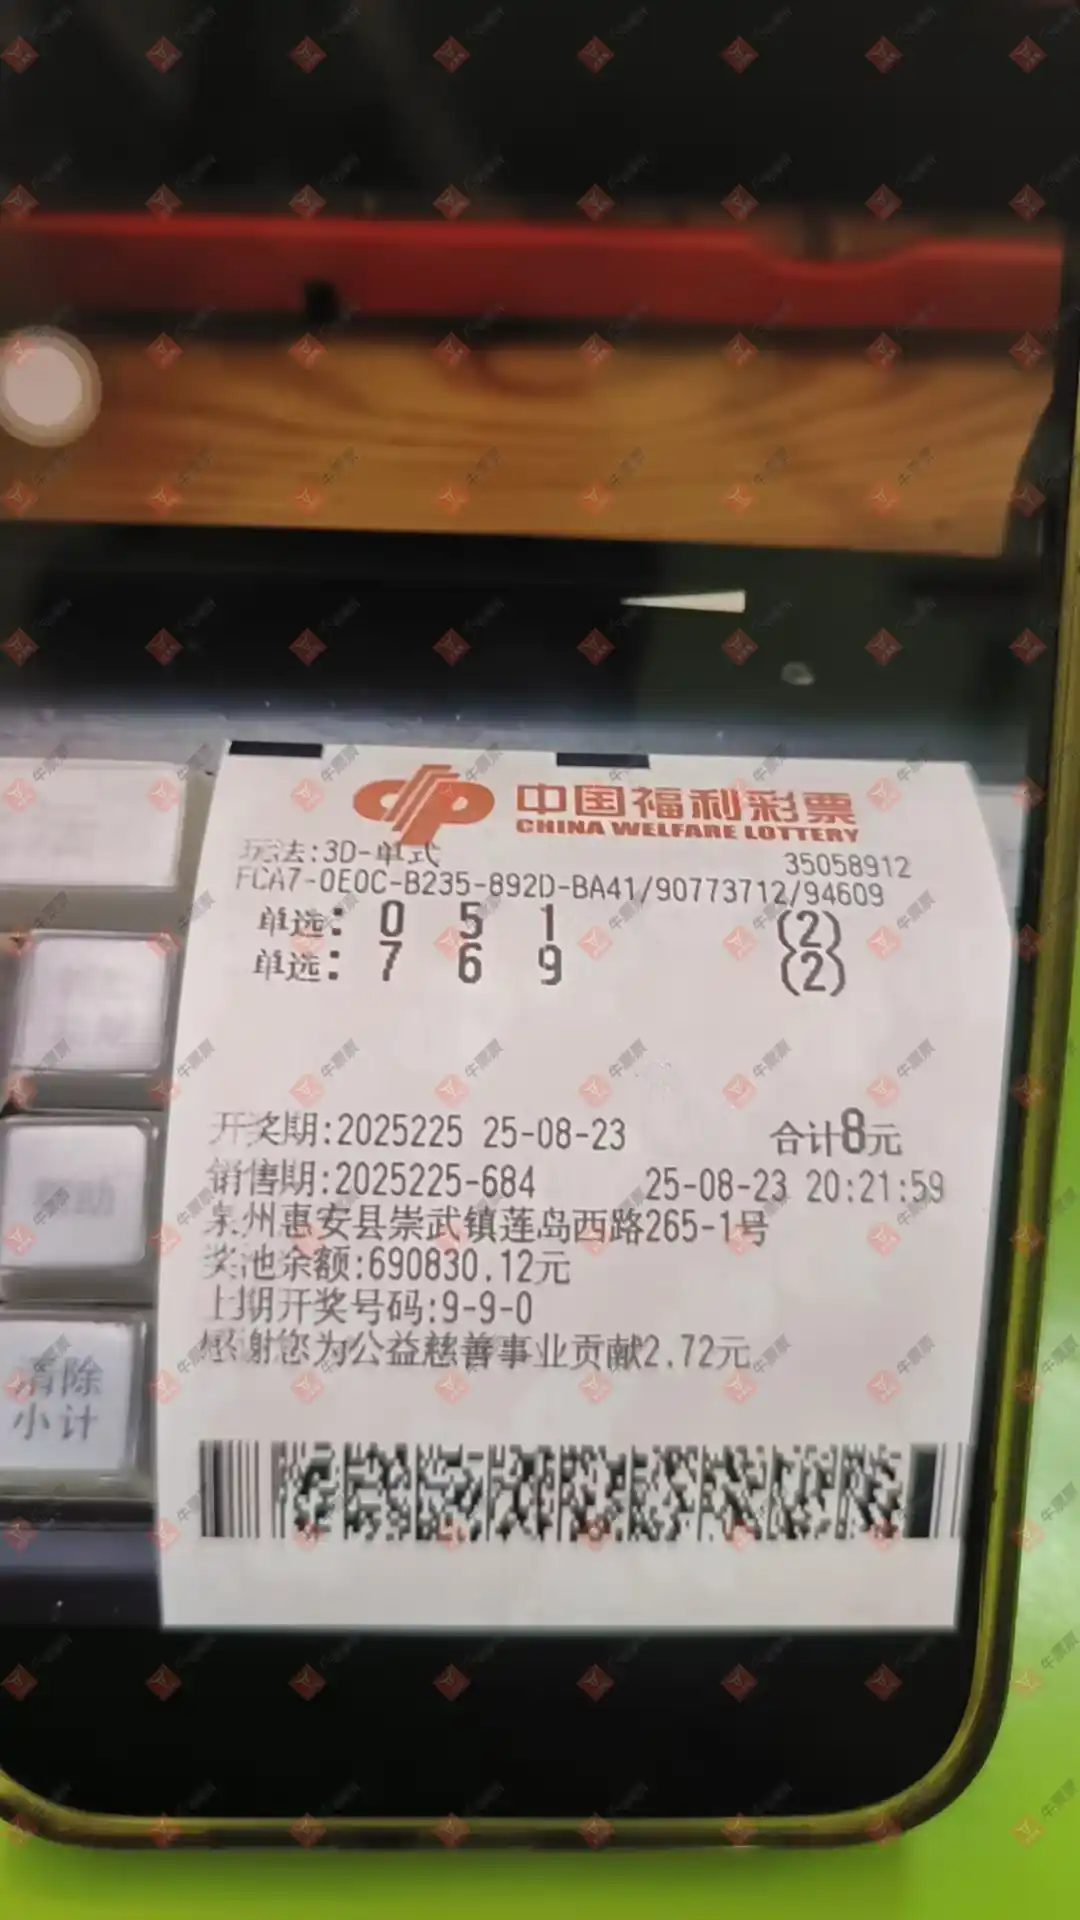 中国福利彩票
CHINA WELFARE LOTTERY
玩法:3D-单式
35058912
FCA7-0E0C-B235-892D-BA41/90773712/94609
单选: 0 5 1 (2)
单选: 7 6 9 (2)
开奖期:2025225 25-08-23 合计8元
销售期:2025225-684 25-08-23 20:21:59
泉州惠安县崇武镇莲岛西路265-1号
奖池余额:690830.12元
上期开奖号码:9-9-0
感谢您为公益慈善事业贡献2.72元
清除
小计
牛票票